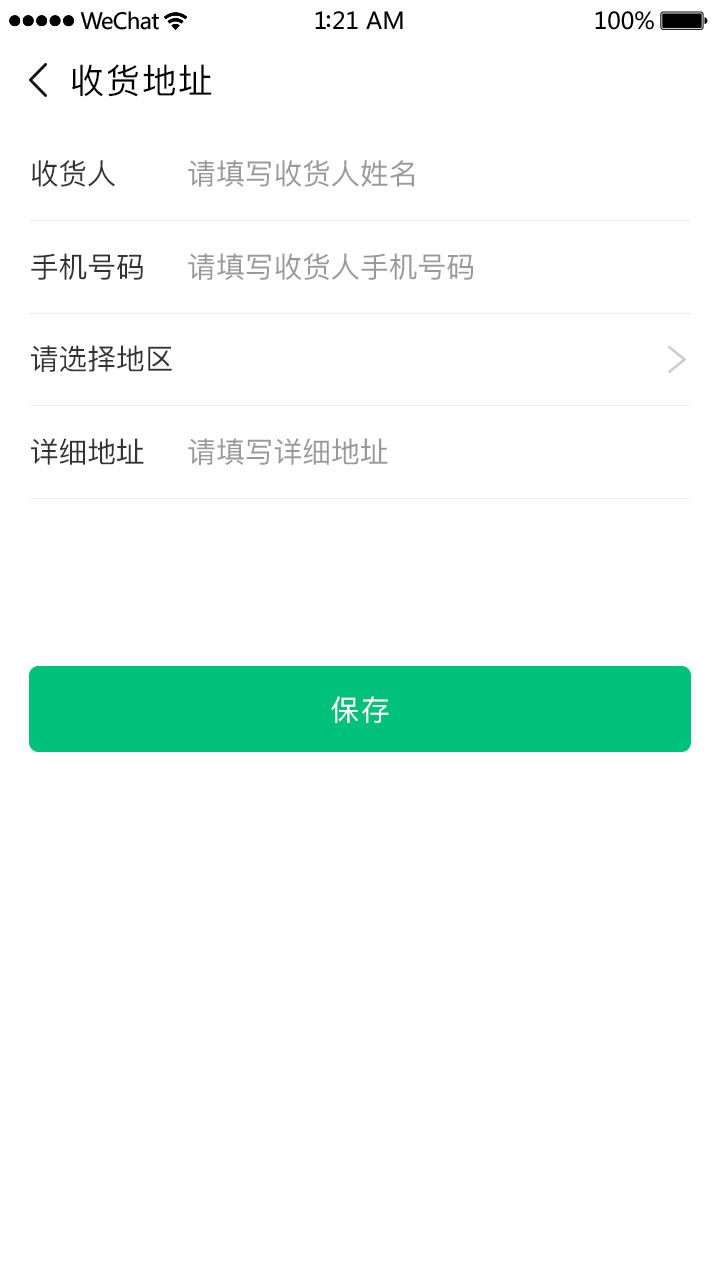 WeChat 1:21 AM 100%
收货地址
收货人 请填写收货人姓名
手机号码 请填写收货人手机号码
请选择地区
详细地址 请填写详细地址
保存